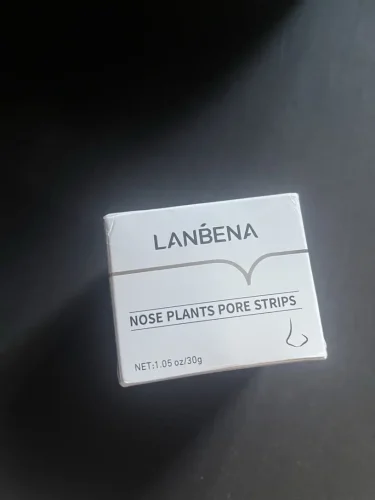 LANBENA
NOSE PLANTS PORE STRIPS
NET:1.05 oz/30g